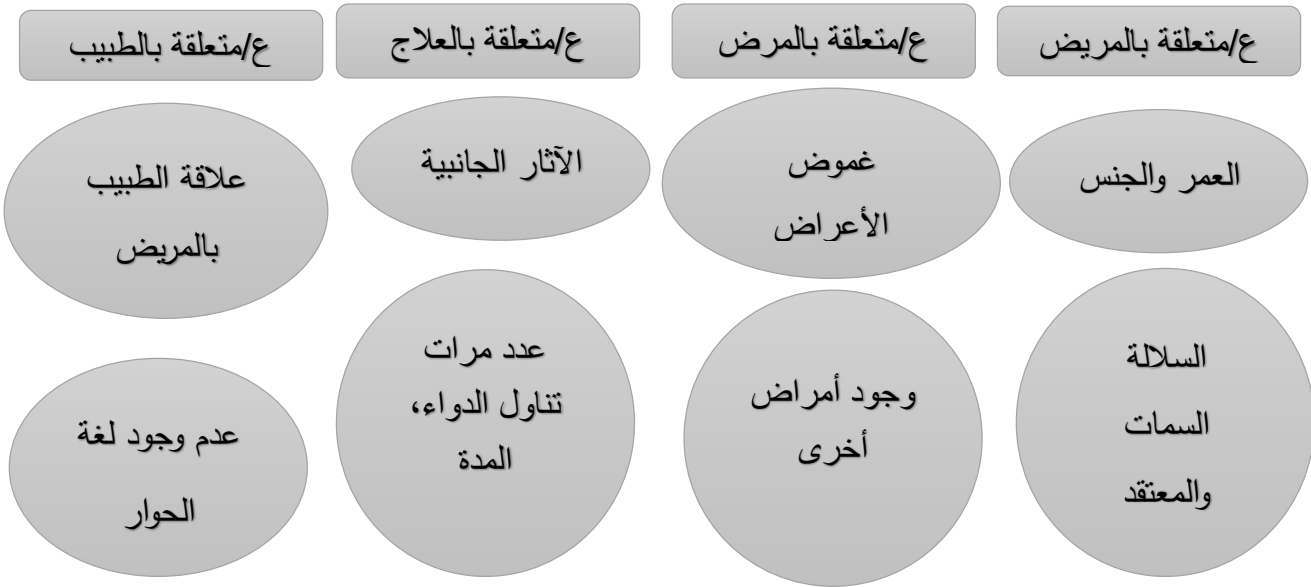 ع/متعلقة بالمريض
ع/متعلقة بالمرض
ع/متعلقة بالعلاج
ع/متعلقة بالطبيب
العمر والجنس
غموض
الأعراض
الآثار الجانبية
علاقة الطبيب
بالمريض
السلالة
السمات
والمعتقد
وجود أمراض
أخرى
عدد مرات
تناول الدواء،
المدة
عدم وجود لغة
الحوار